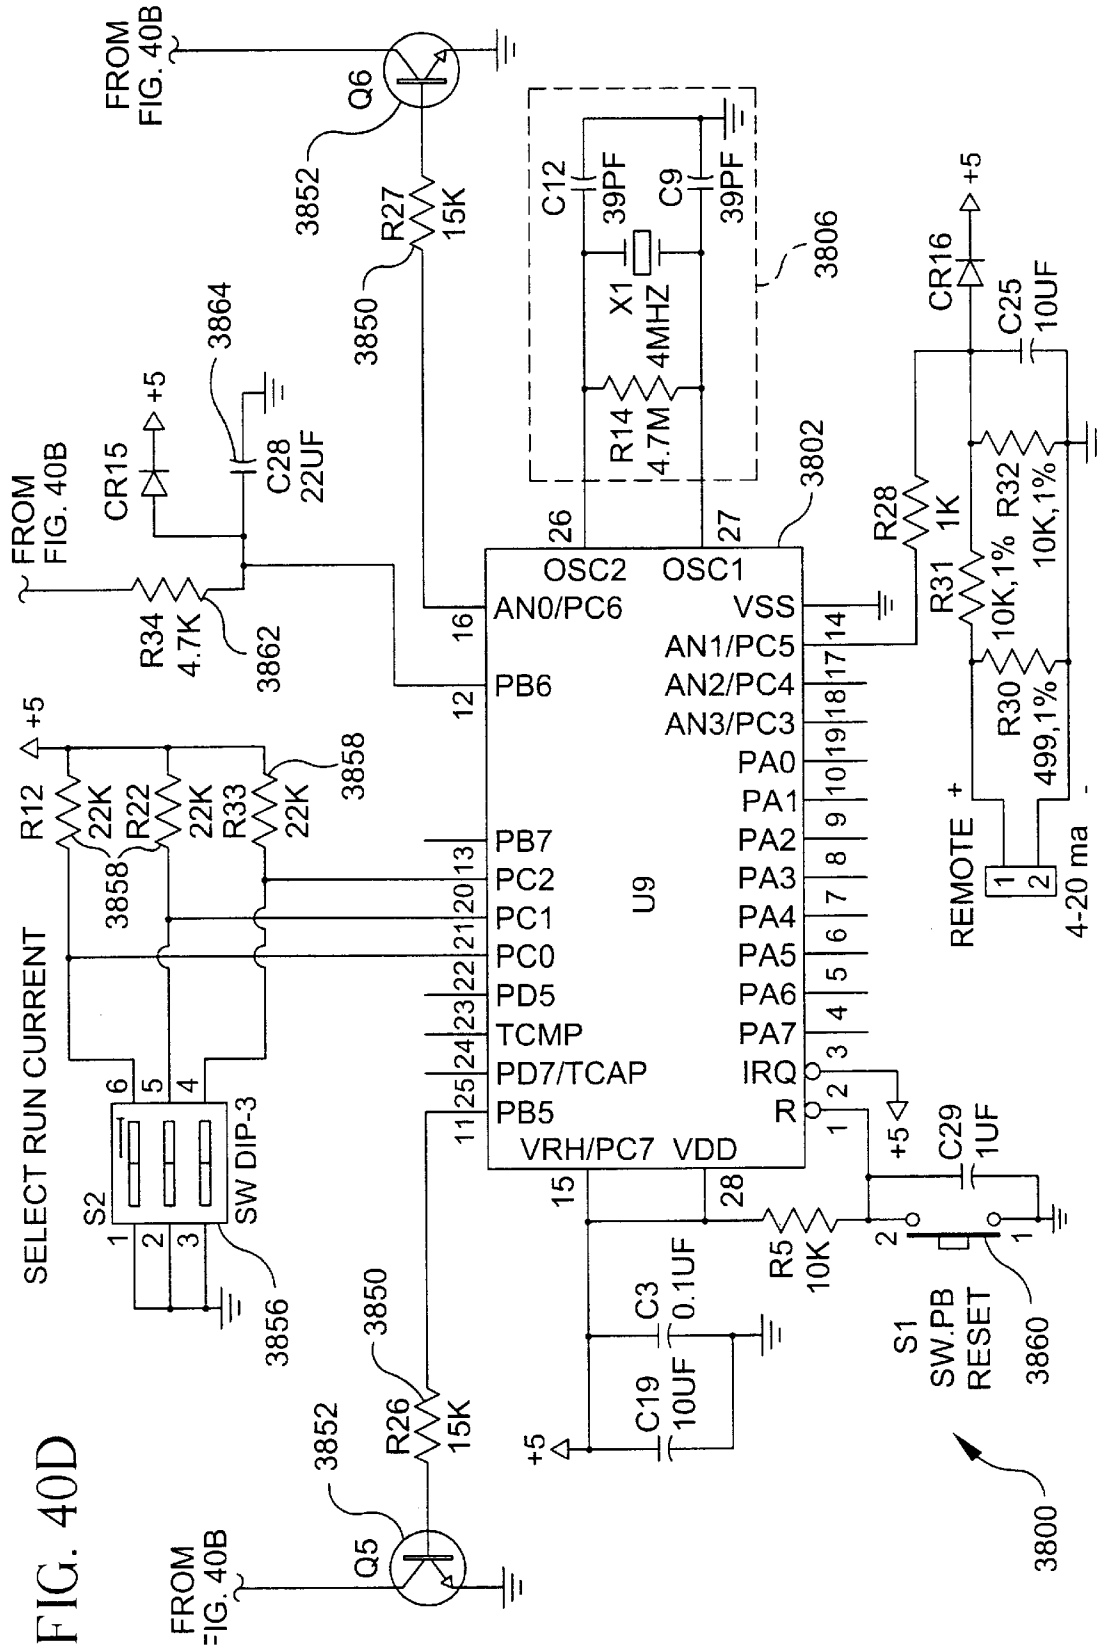 FIG. 40D
SELECT RUN CURRENT
FROM
FIG. 40B
Q5
3852
R26
15K
3850
S2
1
2
3
6
5
4
SW DIP-3
3856
R12
22K
R22
22K
R33
22K
3858
3858
+5
FROM
FIG. 40B
R34
4.7K
3862
CR15
+5
C28
22UF
3864
FROM
FIG. 40B
Q6
3852
R27
15K
3850
11
25
24
23
22
21
20
13
12
16
PB5
PD7/TCAP
TCMP
PD5
PC0
PC1
PC2
PB7
PB6
AN0/PC6
VRH/PC7
VDD
15
28
U9
OSC2
OSC1
26
27
R
IRQ
PA7
PA6
PA5
PA4
PA3
PA2
PA1
PA0
AN3/PC3
AN2/PC4
AN1/PC5
VSS
1
2
3
4
5
6
7
8
9
10
19
18
17
14
3802
R14
4.7M
X1
4MHZ
C12
39PF
C9
39PF
3806
+5
C19
10UF
C3
0.1UF
R5
10K
+5
C29
1UF
2
1
S1
SW.PB
RESET
3860
3800
REMOTE
+
1
2
-
4-20 ma
R30
499,1%
R31
10K,1%
R32
10K,1%
R28
1K
CR16
+5
C25
10UF